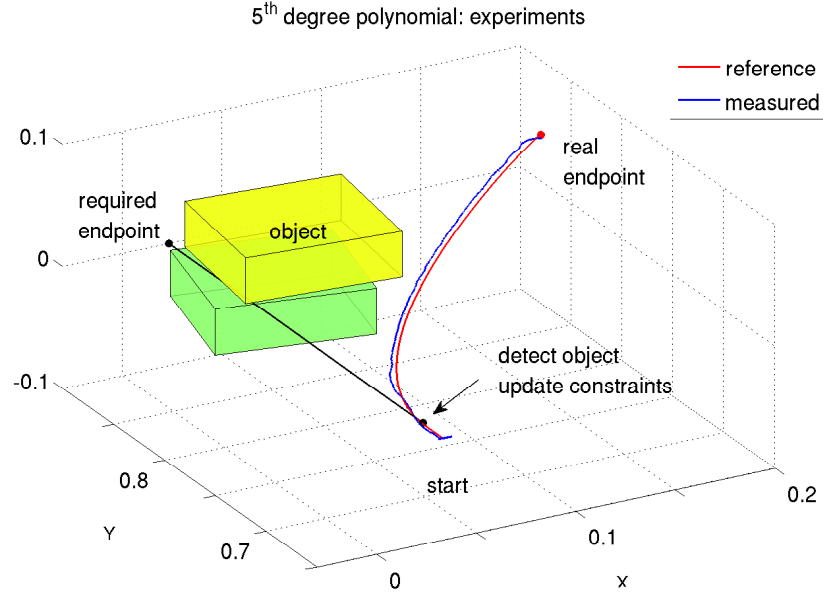 5th degree polynomial: experiments
reference
measured
0.1
real
endpoint
required
endpoint
object
0
detect object
update constraints
-0.1
0.8
start
0.2
Y
0.7
0.1
0
X